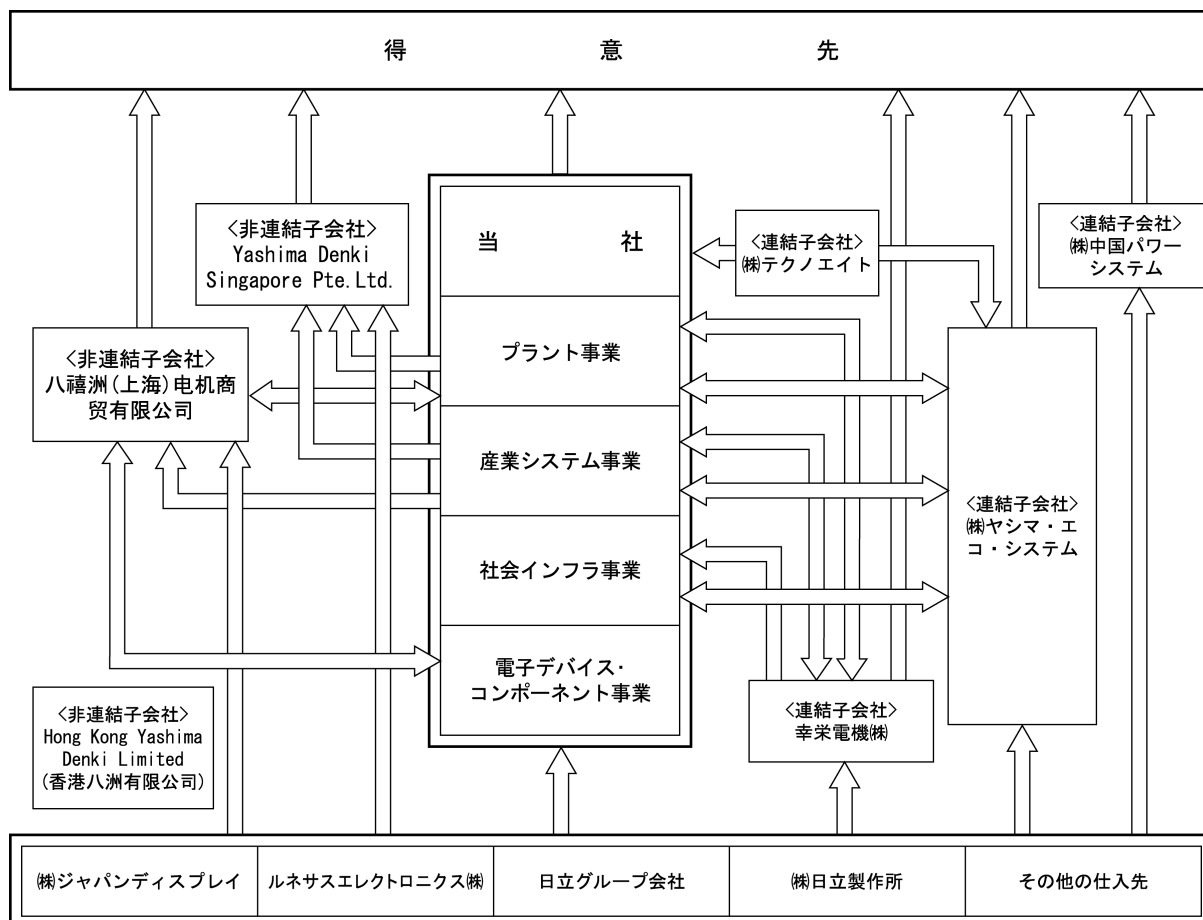 得意先
〈非連結子会社〉
Yashima Denki
Singapore Pte.Ltd.
〈非連結子会社〉
八禧洲(上海)电机商
贸有限公司
〈非連結子会社〉
Hong Kong Yashima
Denki Limited
(香港八洲有限公司)
当社
プラント事業
産業システム事業
社会インフラ事業
電子デバイス・
コンポーネント事業
〈連結子会社〉
㈱テクノエイト
〈連結子会社〉
㈱中国パワー
システム
〈連結子会社〉
㈱ヤシマ・エ
コ・システム
〈連結子会社〉
幸栄電機㈱
㈱ジャパンディスプレイ
ルネサスエレクトロニクス㈱
日立グループ会社
㈱日立製作所
その他の仕入先